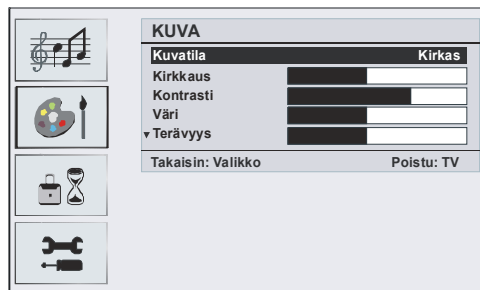 KUVA
Kuvatila Kirkas
Kirkkaus
Kontrasti
Väri
Terävyys
Takaisin: Valikko Poistu: TV